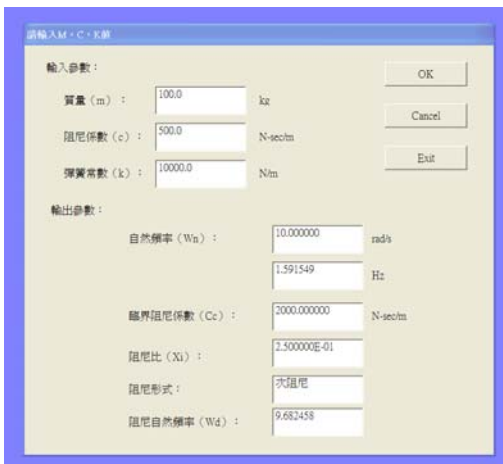 請輸入M、C、K值
輸入參數：
OK
質量（m）： 100.0 kg
Cancel
阻尼係數（c）： 500.0 N-sec/m
Exit
彈簧常數（k）： 10000.0 N/m
輸出參數：
自然頻率（Wn）： 10.000000 rad/s
1.591549 Hz
臨界阻尼係數（Cc）： 2000.000000 N-sec/m
阻尼比（Xi）： 2.500000E-01
阻尼形式： 次阻尼
阻尼自然頻率（Wd）： 9.682458